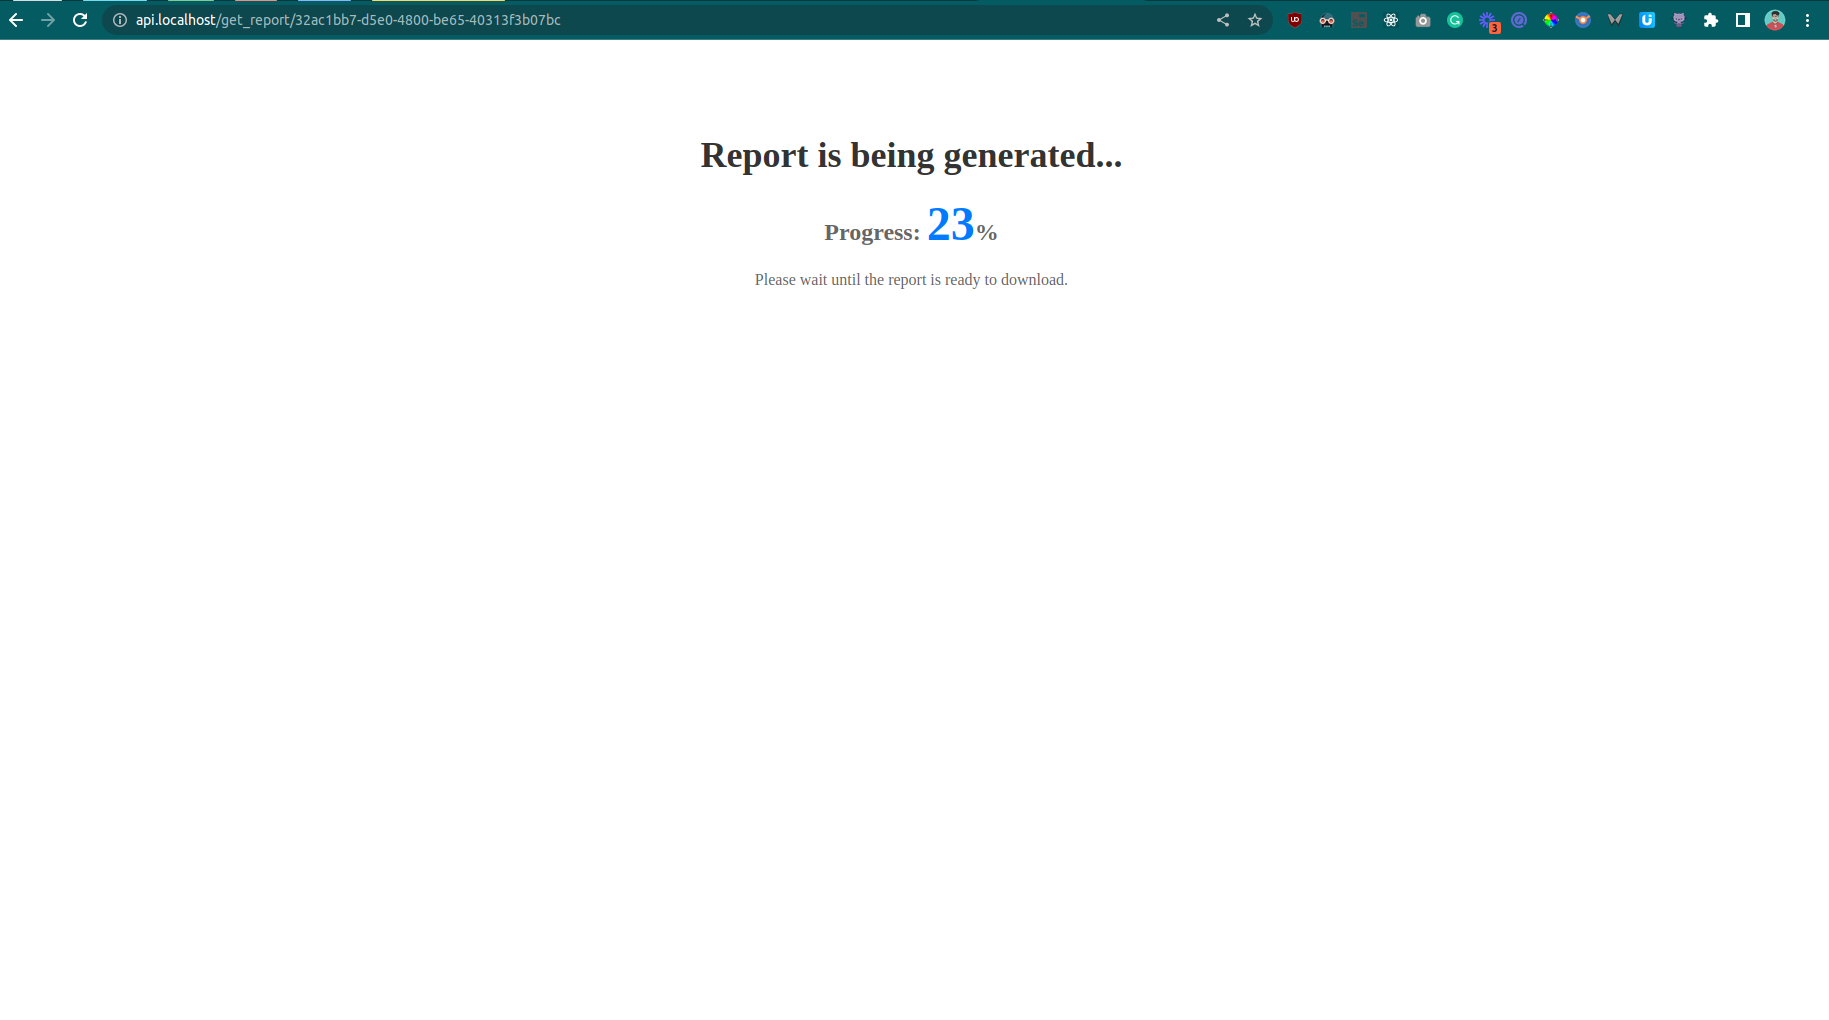 api.localhost/get_report/32ac1bb7-d5e0-4800-be65-40313f3b07bc
3
Report is being generated...
Progress: 23%
Please wait until the report is ready to download.